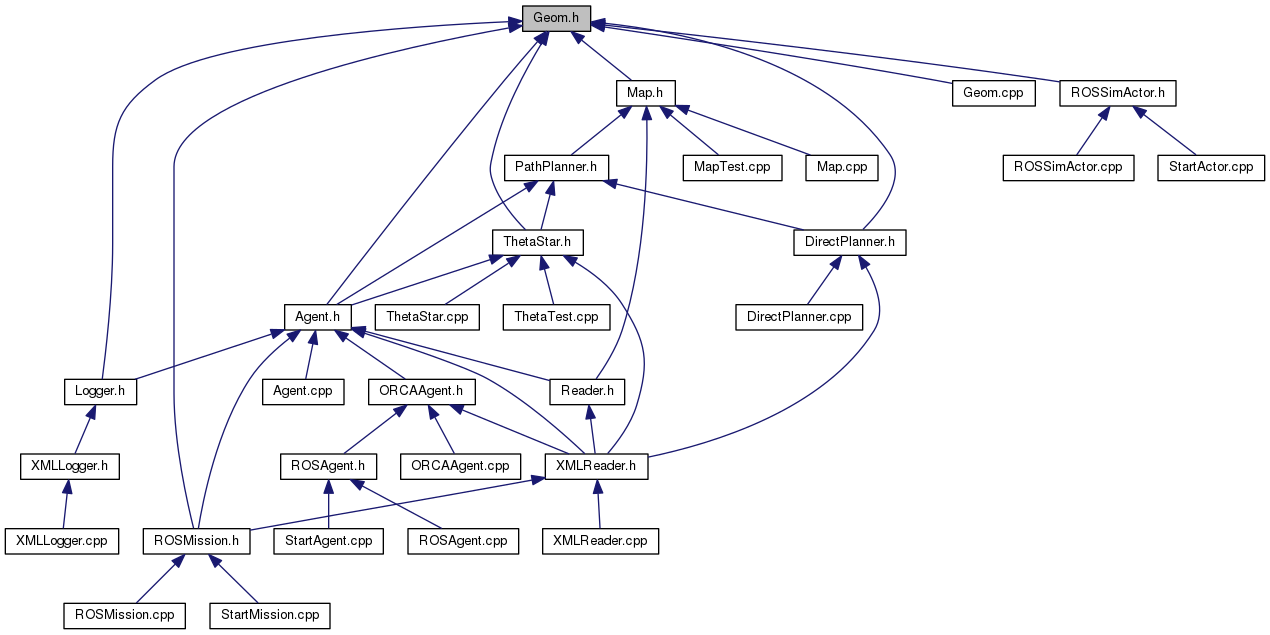 Geom.h
Map.h
Geom.cpp
ROSSimActor.h
PathPlanner.h
MapTest.cpp
Map.cpp
ROSSimActor.cpp
StartActor.cpp
ThetaStar.h
DirectPlanner.h
Agent.h
ThetaStar.cpp
ThetaTest.cpp
DirectPlanner.cpp
Logger.h
Agent.cpp
ORCAAgent.h
Reader.h
XMLLogger.h
ROSAgent.h
ORCAAgent.cpp
XMLReader.h
XMLLogger.cpp
ROSMission.h
StartAgent.cpp
ROSAgent.cpp
XMLReader.cpp
ROSMission.cpp
StartMission.cpp